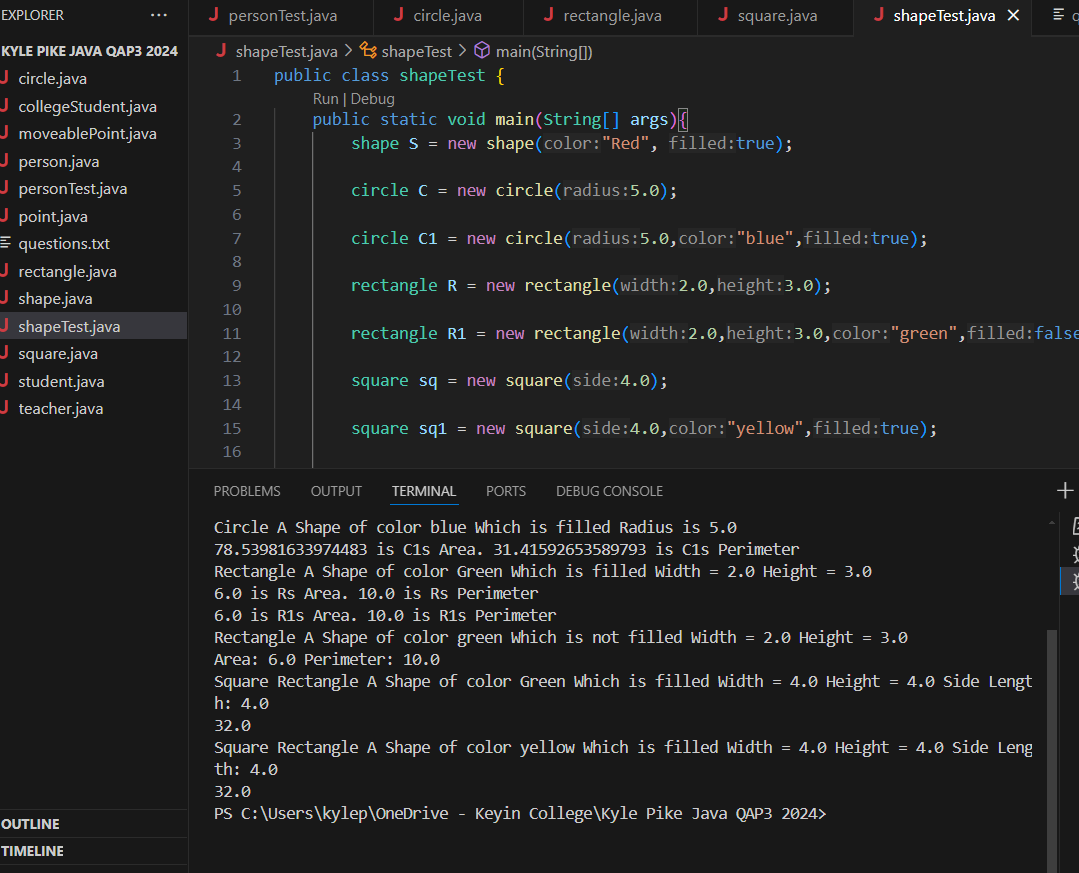 EXPLORER
KYLE PIKE JAVA QAP3 2024
circle.java
collegeStudent.java
moveablePoint.java
person.java
personTest.java
point.java
questions.txt
rectangle.java
shape.java
shapeTest.java
square.java
student.java
teacher.java
OUTLINE
TIMELINE
personTest.java circle.java rectangle.java square.java shapeTest.java
shapeTest.java > shapeTest > main(String[])
1 public class shapeTest {
Run | Debug
2 public static void main(String[] args){
3 shape S = new shape(color:"Red", filled:true);
4
5 circle C = new circle(radius:5.0);
6
7 circle C1 = new circle(radius:5.0,color:"blue",filled:true);
8
9 rectangle R = new rectangle(width:2.0,height:3.0);
10
11 rectangle R1 = new rectangle(width:2.0,height:3.0,color:"green",filled:false
12
13 square sq = new square(side:4.0);
14
15 square sq1 = new square(side:4.0,color:"yellow",filled:true);
16
PROBLEMS OUTPUT TERMINAL PORTS DEBUG CONSOLE
Circle A Shape of color blue Which is filled Radius is 5.0
78.53981633974483 is C1s Area. 31.41592653589793 is C1s Perimeter
Rectangle A Shape of color Green Which is filled Width = 2.0 Height = 3.0
6.0 is Rs Area. 10.0 is Rs Perimeter
6.0 is R1s Area. 10.0 is R1s Perimeter
Rectangle A Shape of color green Which is not filled Width = 2.0 Height = 3.0
Area: 6.0 Perimeter: 10.0
Square Rectangle A Shape of color Green Which is filled Width = 4.0 Height = 4.0 Side Lengt
h: 4.0
32.0
Square Rectangle A Shape of color yellow Which is filled Width = 4.0 Height = 4.0 Side Leng
th: 4.0
32.0
PS C:\Users\kylep\OneDrive - Keyin College\Kyle Pike Java QAP3 2024>